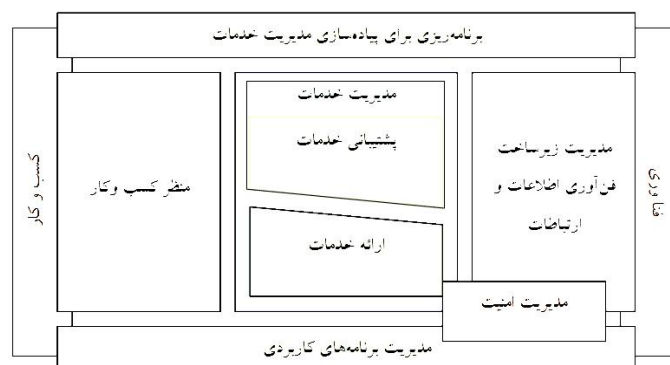 برنامه‌ریزی برای پیاده‌سازی مدیریت خدمات
فناوری
مدیریت زیرساخت
فن‌آوری اطلاعات و
ارتباطات
مدیریت خدمات
پشتیبانی خدمات
ارائه خدمات
مدیریت امنیت
منظر کسب وکار
کسب و کار
مدیریت برنامه‌های کاربردی